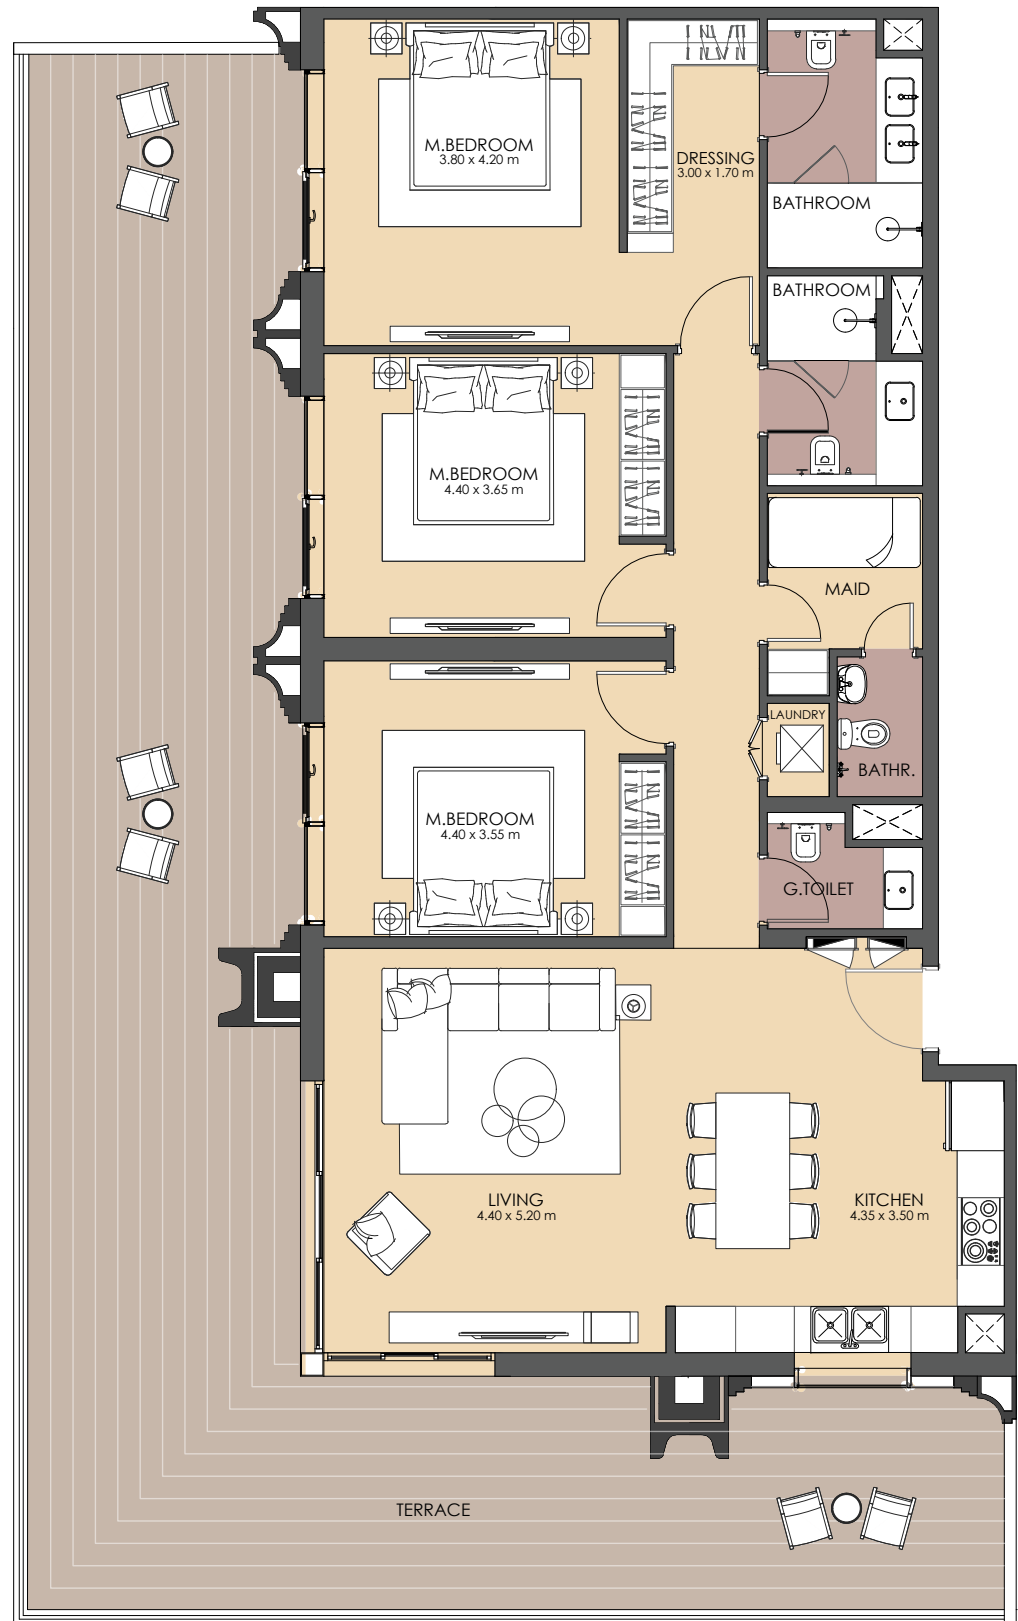 M.BEDROOM
3.80 x 4.20 m
DRESSING
3.00 x 1.70 m
BATHROOM
BATHROOM
M.BEDROOM
4.40 x 3.65 m
MAID
LAUNDRY
BATHR.
M.BEDROOM
4.40 x 3.55 m
G.TOILET
LIVING
4.40 x 5.20 m
KITCHEN
4.35 x 3.50 m
TERRACE